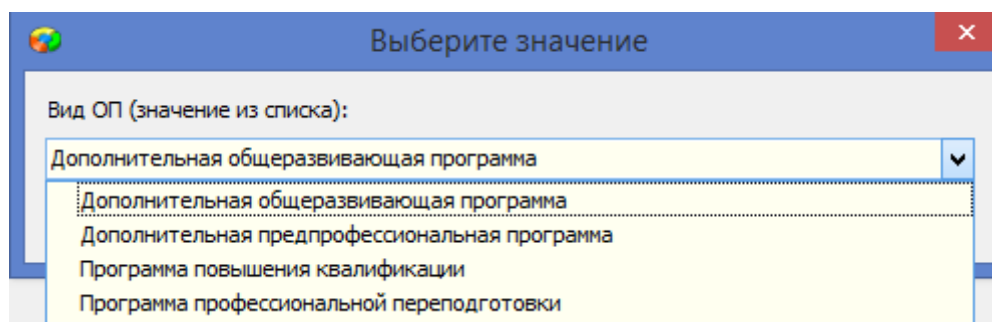 Выберите значение
Вид ОП (значение из списка):
Дополнительная общеразвивающая программа
Дополнительная общеразвивающая программа
Дополнительная предпрофессиональная программа
Программа повышения квалификации
Программа профессиональной переподготовки